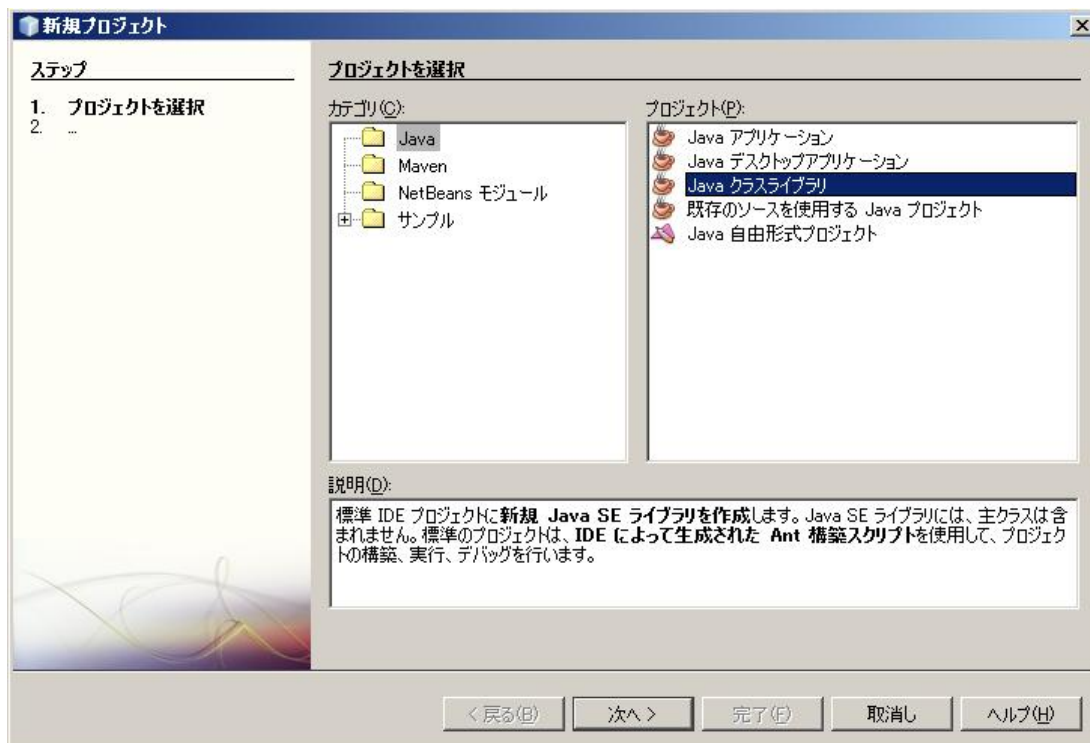 新規プロジェクト
ステップ
1. プロジェクトを選択
2. ...
プロジェクトを選択
カテゴリ(C):
Java
Maven
NetBeans モジュール
サンプル
プロジェクト(P):
Java アプリケーション
Java デスクトップアプリケーション
Java クラスライブラリ
既存のソースを使用する Java プロジェクト
Java 自由形式プロジェクト
説明(D):
標準 IDE プロジェクトに新規 Java SE ライブラリを作成します。Java SE ライブラリには、主クラスは含
まれません。標準のプロジェクトは、IDE によって生成された Ant 構築スクリプトを使用して、プロジェク
トの構築、実行、デバッグを行います。
< 戻る(B)
次へ >
完了(F)
取消し
ヘルプ(H)